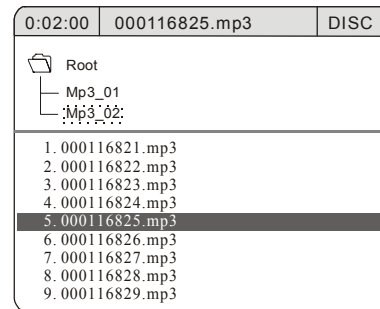 0:02:00 000116825.mp3 DISC
Root
Mp3_01
Mp3_02
1. 000116821.mp3
2. 000116822.mp3
3. 000116823.mp3
4. 000116824.mp3
5. 000116825.mp3
6. 000116826.mp3
7. 000116827.mp3
8. 000116828.mp3
9. 000116829.mp3